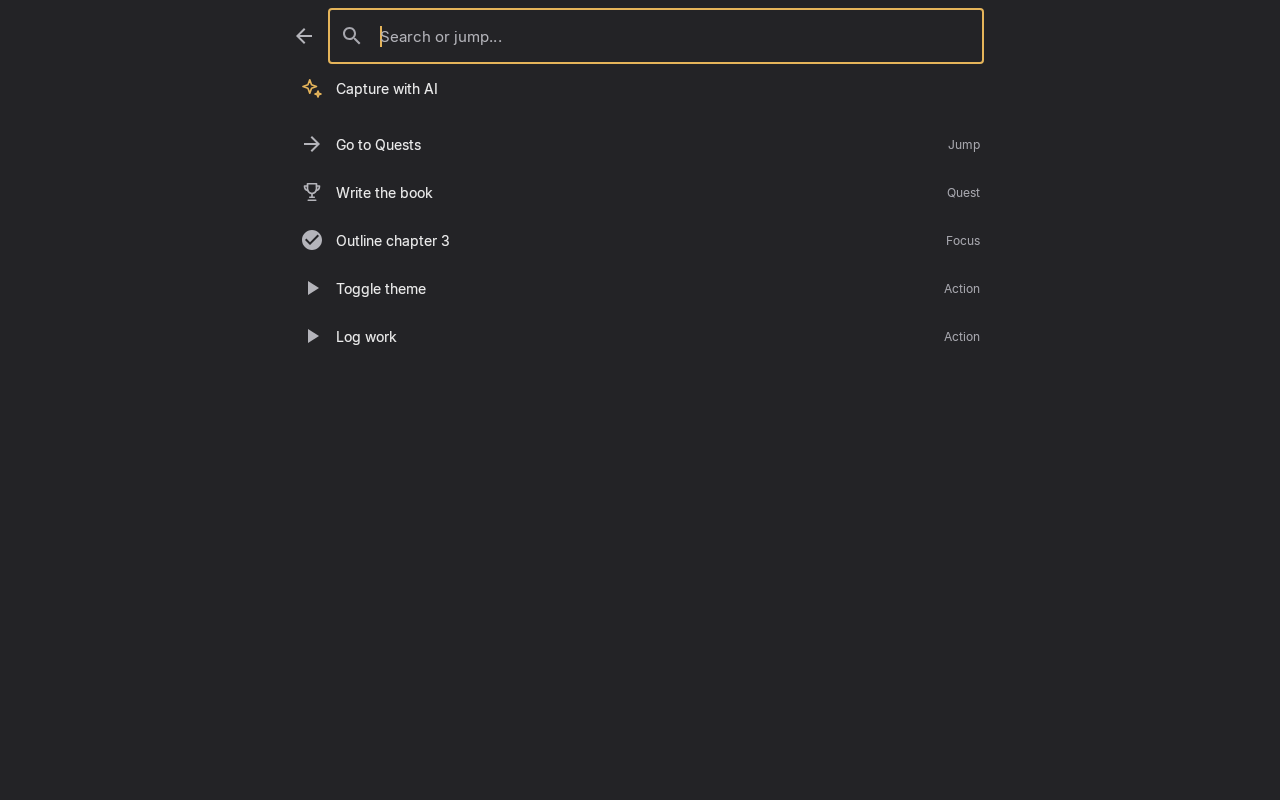 Search or jump...
Capture with AI
Go to Quests Jump
Write the book Quest
Outline chapter 3 Focus
Toggle theme Action
Log work Action